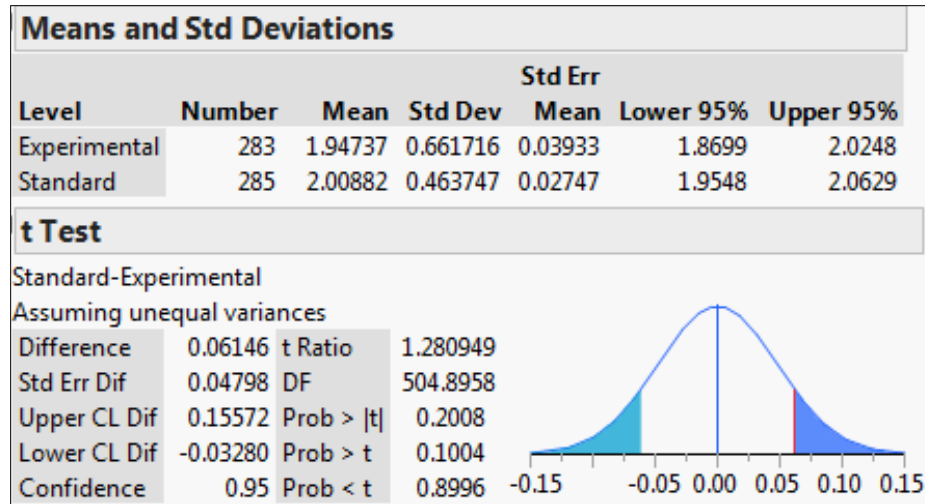 Means and Std Deviations
Std Err
Level Number Mean Std Dev Mean Lower 95% Upper 95%
Experimental 283 1.94737 0.661716 0.03933 1.8699 2.0248
Standard 285 2.00882 0.463747 0.02747 1.9548 2.0629
t Test
Standard-Experimental
Assuming unequal variances
Difference 0.06146 t Ratio 1.280949
Std Err Dif 0.04798 DF 504.8958
Upper CL Dif 0.15572 Prob > |t| 0.2008
Lower CL Dif -0.03280 Prob > t 0.1004
Confidence 0.95 Prob < t 0.8996
-0.15 -0.05 0.00 0.05 0.10 0.15